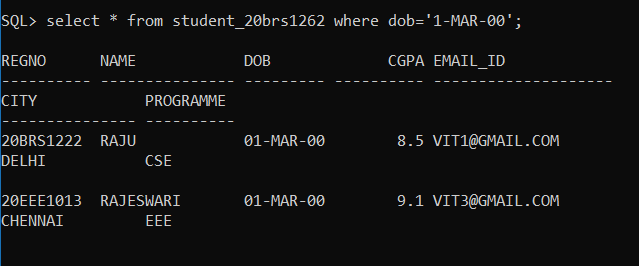 SQL> select * from student_20brs1262 where dob='1-MAR-00';
REGNO      NAME            DOB             CGPA EMAIL_ID
---------- --------------- --------- ---------- --------------------
CITY            PROGRAMME
--------------- ----------
20BRS1222  RAJU            01-MAR-00        8.5 VIT1@GMAIL.COM
DELHI           CSE
20EEE1013  RAJESWARI       01-MAR-00        9.1 VIT3@GMAIL.COM
CHENNAI         EEE